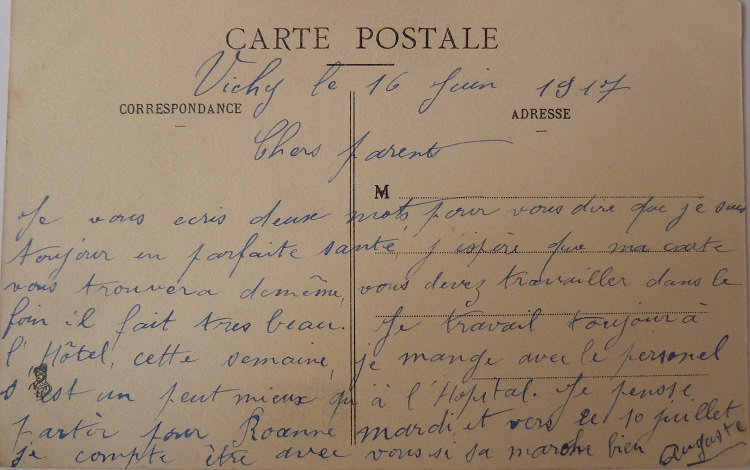 CARTE POSTALE
Vichy le 16 Juin 1917
CORRESPONDANCE
ADRESSE
Chers parents
M
Je vous ecris deux mots pour vous dire que je suis
toujour en parfaite santé, j'espère que ma carte
vous trouvera demême, vous devez travailler dans le
foin il fait tres beau. Je travail toujour à
l'Hôtel, cette semaine, je mange avec le personel
s'est un peut mieux qu'à l'Hopital. Je pense
partir pour Roanne mardi et vers le 10 juillet
je compte être avec vous si sa marche bien Auguste